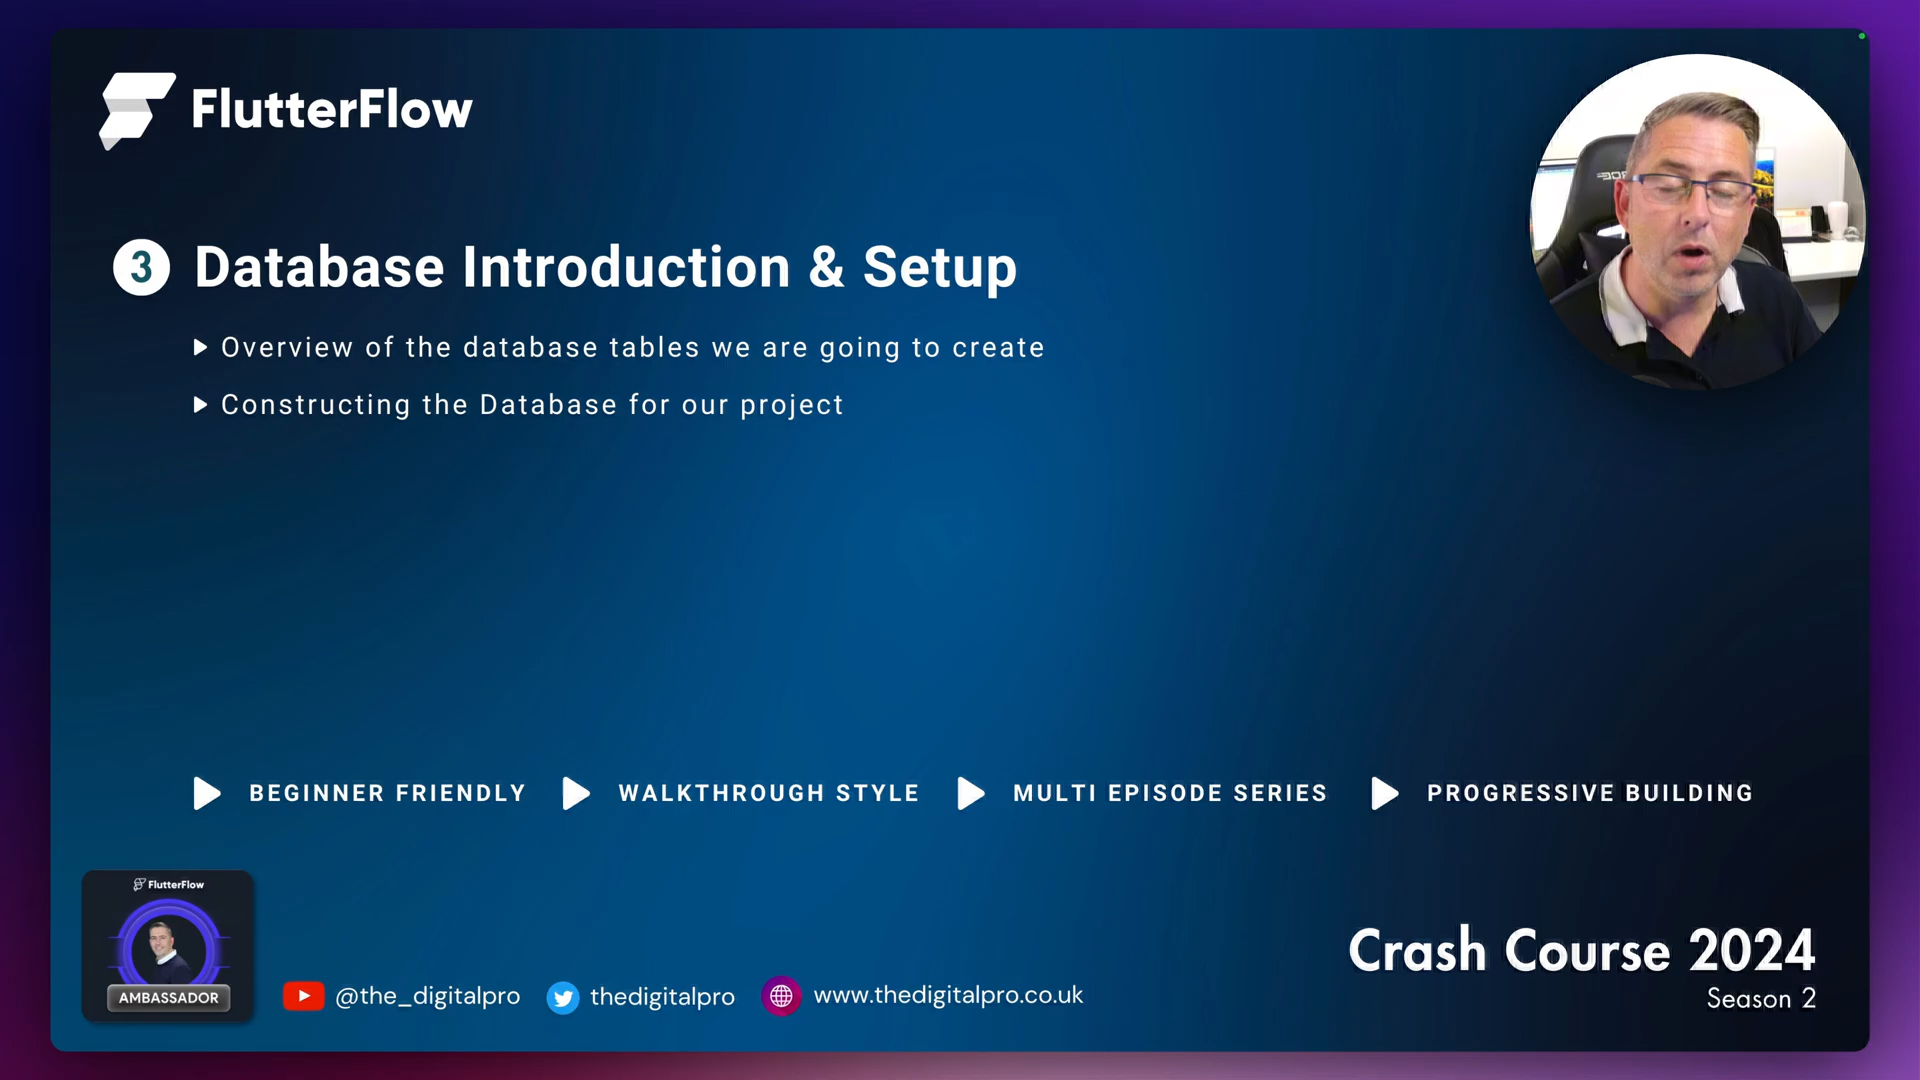 FlutterFlow
3 Database Introduction & Setup
Overview of the database tables we are going to create
Constructing the Database for our project
BEGINNER FRIENDLY
WALKTHROUGH STYLE
MULTI EPISODE SERIES
PROGRESSIVE BUILDING
FlutterFlow
AMBASSADOR
@the_digitalpro
thedigitalpro
www.thedigitalpro.co.uk
Crash Course 2024
Season 2